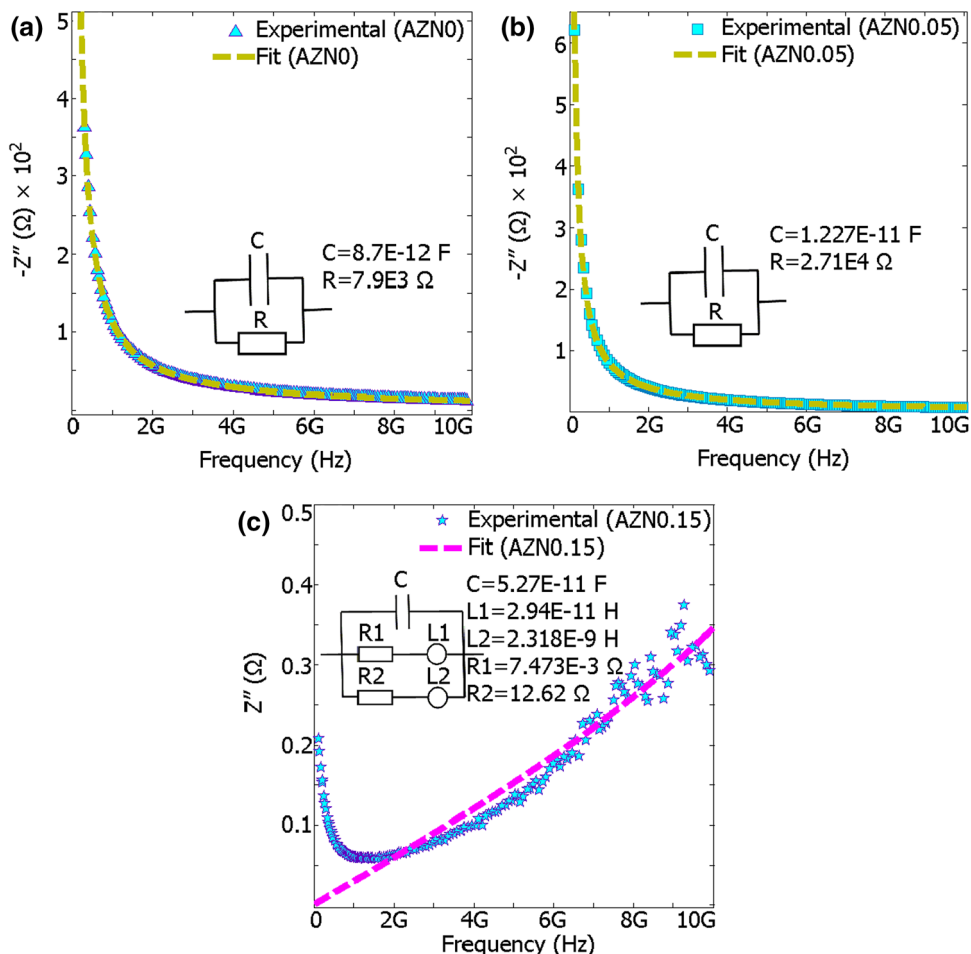 (a)
Experimental (AZN0)
Fit (AZN0)
5
4
3
2
1
0
-Z″ (Ω) × 10²
C
R
C=8.7E-12 F
R=7.9E3 Ω
0
2G
4G
6G
8G
10G
Frequency (Hz)
(b)
Experimental (AZN0.05)
Fit (AZN0.05)
6
5
4
3
2
1
0
-Z″ (Ω) × 10²
C
R
C=1.227E-11 F
R=2.71E4 Ω
0
2G
4G
6G
8G
10G
Frequency (Hz)
(c)
Experimental (AZN0.15)
Fit (AZN0.15)
0.5
0.4
0.3
0.2
0.1
0.0
Z″ (Ω)
C
R1
L1
R2
L2
C=5.27E-11 F
L1=2.94E-11 H
L2=2.318E-9 H
R1=7.473E-3 Ω
R2=12.62 Ω
0
2G
4G
6G
8G
10G
Frequency (Hz)